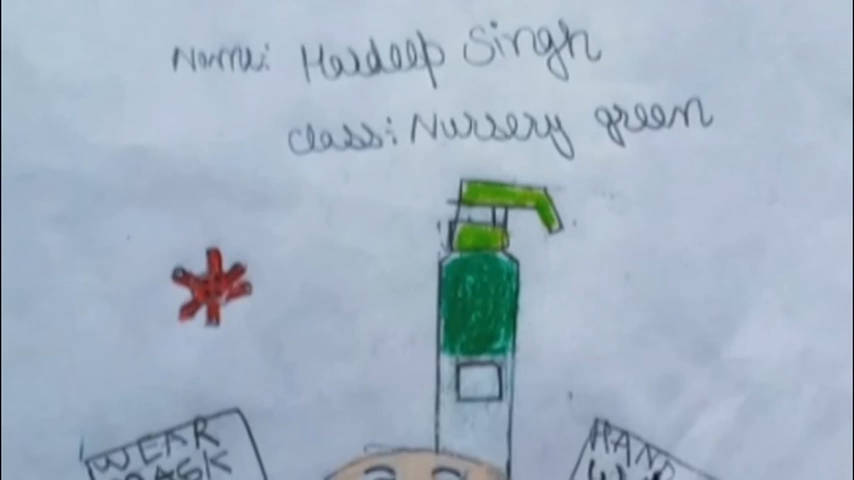 Name: Hardeep Singh
class: Nursery green
WEAR
MASK
HAND